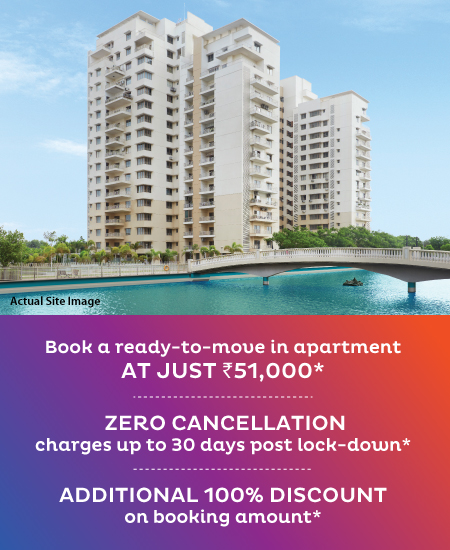 Actual Site Image
Book a ready-to-move in apartment
AT JUST ₹51,000*
ZERO CANCELLATION
charges up to 30 days post lock-down*
ADDITIONAL 100% DISCOUNT
on booking amount*